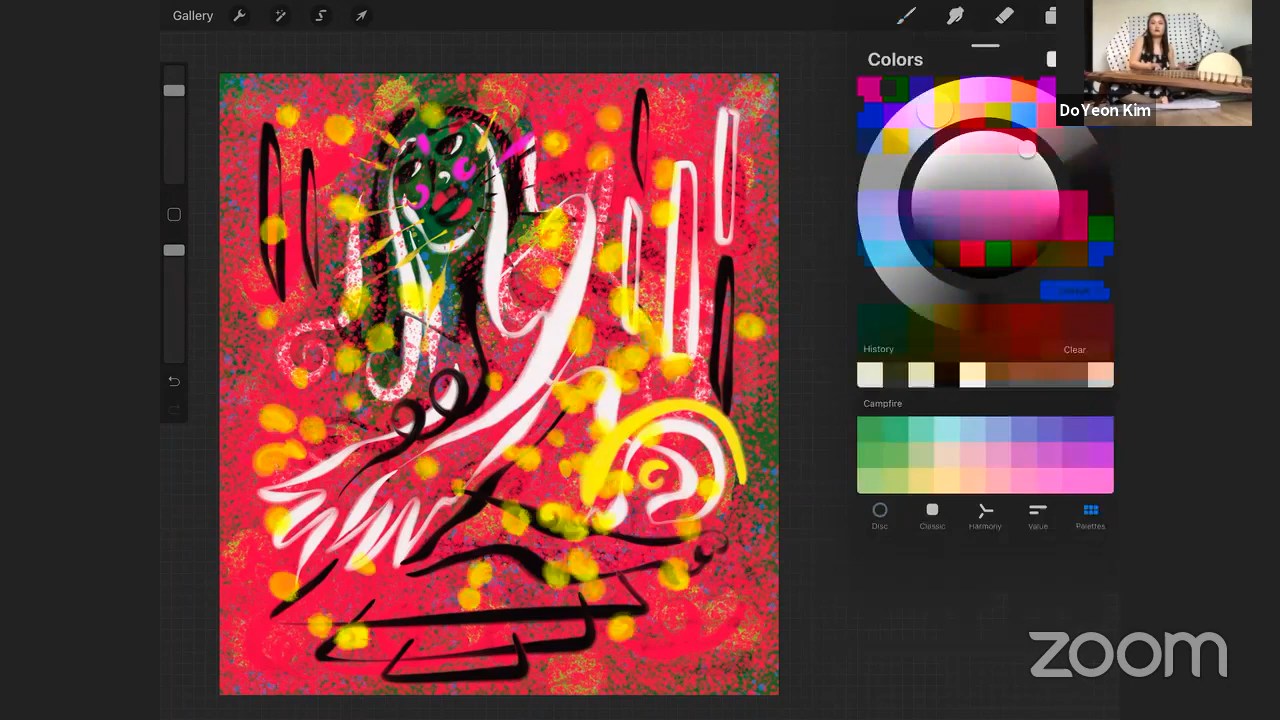 Gallery
Colors
DoYeon Kim
History
Clear
Campfire
Disc
Classic
Harmony
Value
Palettes
zoom